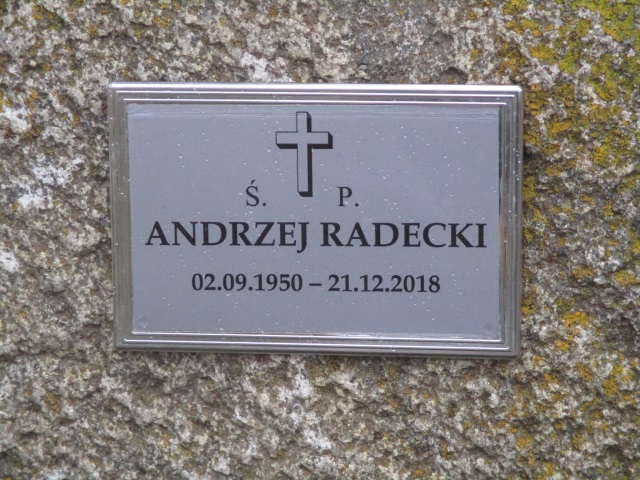 Ś. P.
ANDRZEJ RADECKI
02.09.1950 – 21.12.2018